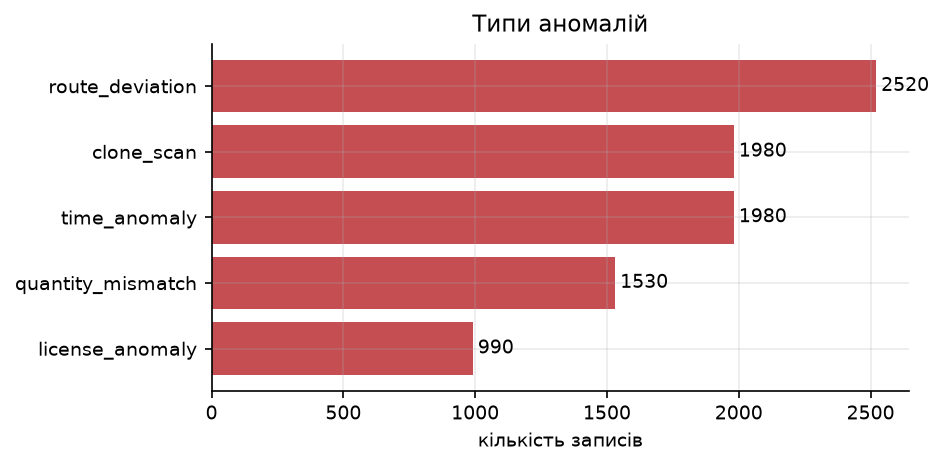 Типи аномалій
route_deviation 2520
clone_scan 1980
time_anomaly 1980
quantity_mismatch 1530
license_anomaly 990
0 500 1000 1500 2000 2500
кількість записів